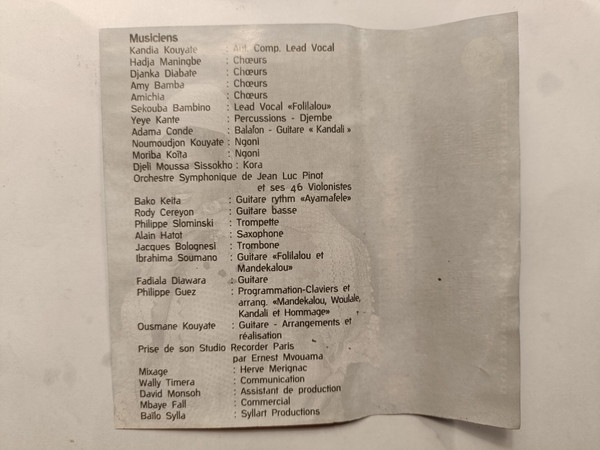 Musiciens
Kandia Kouyate : Aut. Comp. Lead Vocal
Hadja Maningbe : Chœurs
Djanka Diabate : Chœurs
Amy Bamba : Chœurs
Amichia : Chœurs
Sekouba Bambino : Lead Vocal «Folilalou»
Yeye Kante : Percussions - Djembe
Adama Conde : Balafon - Guitare « Kandali »
Noumoudjon Kouyate : Ngoni
Moriba Koïta : Ngoni
Djeli Moussa Sissokho : Kora
Orchestre Symphonique de Jean Luc Pinot
et ses 46 Violonistes
Bako Keita : Guitare rythm «Ayamafele»
Rody Cereyon : Guitare basse
Philippe Slominski : Trompette
Alain Hatot : Saxophone
Jacques Bolognesi : Trombone
Ibrahima Soumano : Guitare «Folilalou et
Mandekalou»
Fadiala Diawara : Guitare
Philippe Guez : Programmation-Claviers et
arrang. «Mandekalou, Woulale,
Kandali et Hommage»
Ousmane Kouyate : Guitare - Arrangements et
réalisation
Prise de son Studio Recorder Paris
par Ernest Mvouama
Mixage : Herve Merignac
Wally Timera : Communication
David Monsoh : Assistant de production
Mbaye Fall : Commercial
Baïlo Sylla : Syllart Productions